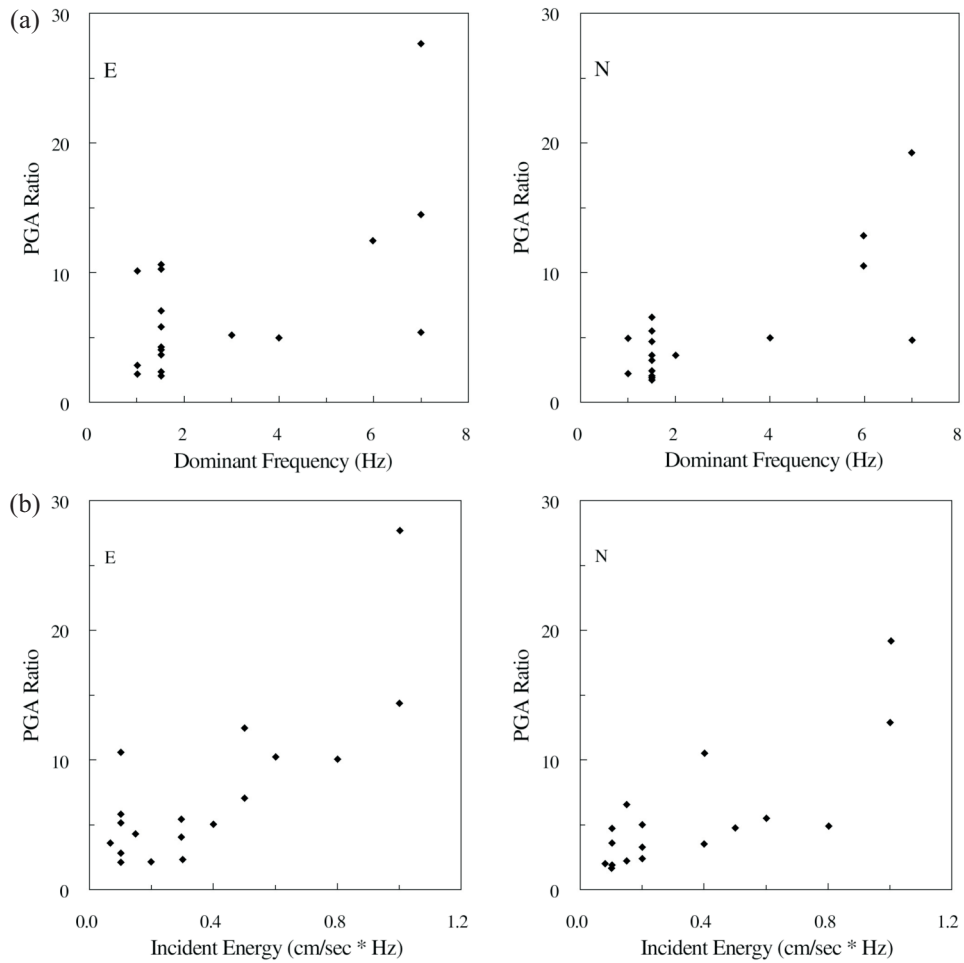 (a)
30
20
10
0
PGA Ratio
E
0 2 4 6 8
Dominant Frequency (Hz)
30
20
10
0
PGA Ratio
N
0 2 4 6 8
Dominant Frequency (Hz)
(b)
30
20
10
0
PGA Ratio
E
0.0 0.4 0.8 1.2
Incident Energy (cm/sec * Hz)
30
20
10
0
PGA Ratio
N
0.0 0.4 0.8 1.2
Incident Energy (cm/sec * Hz)